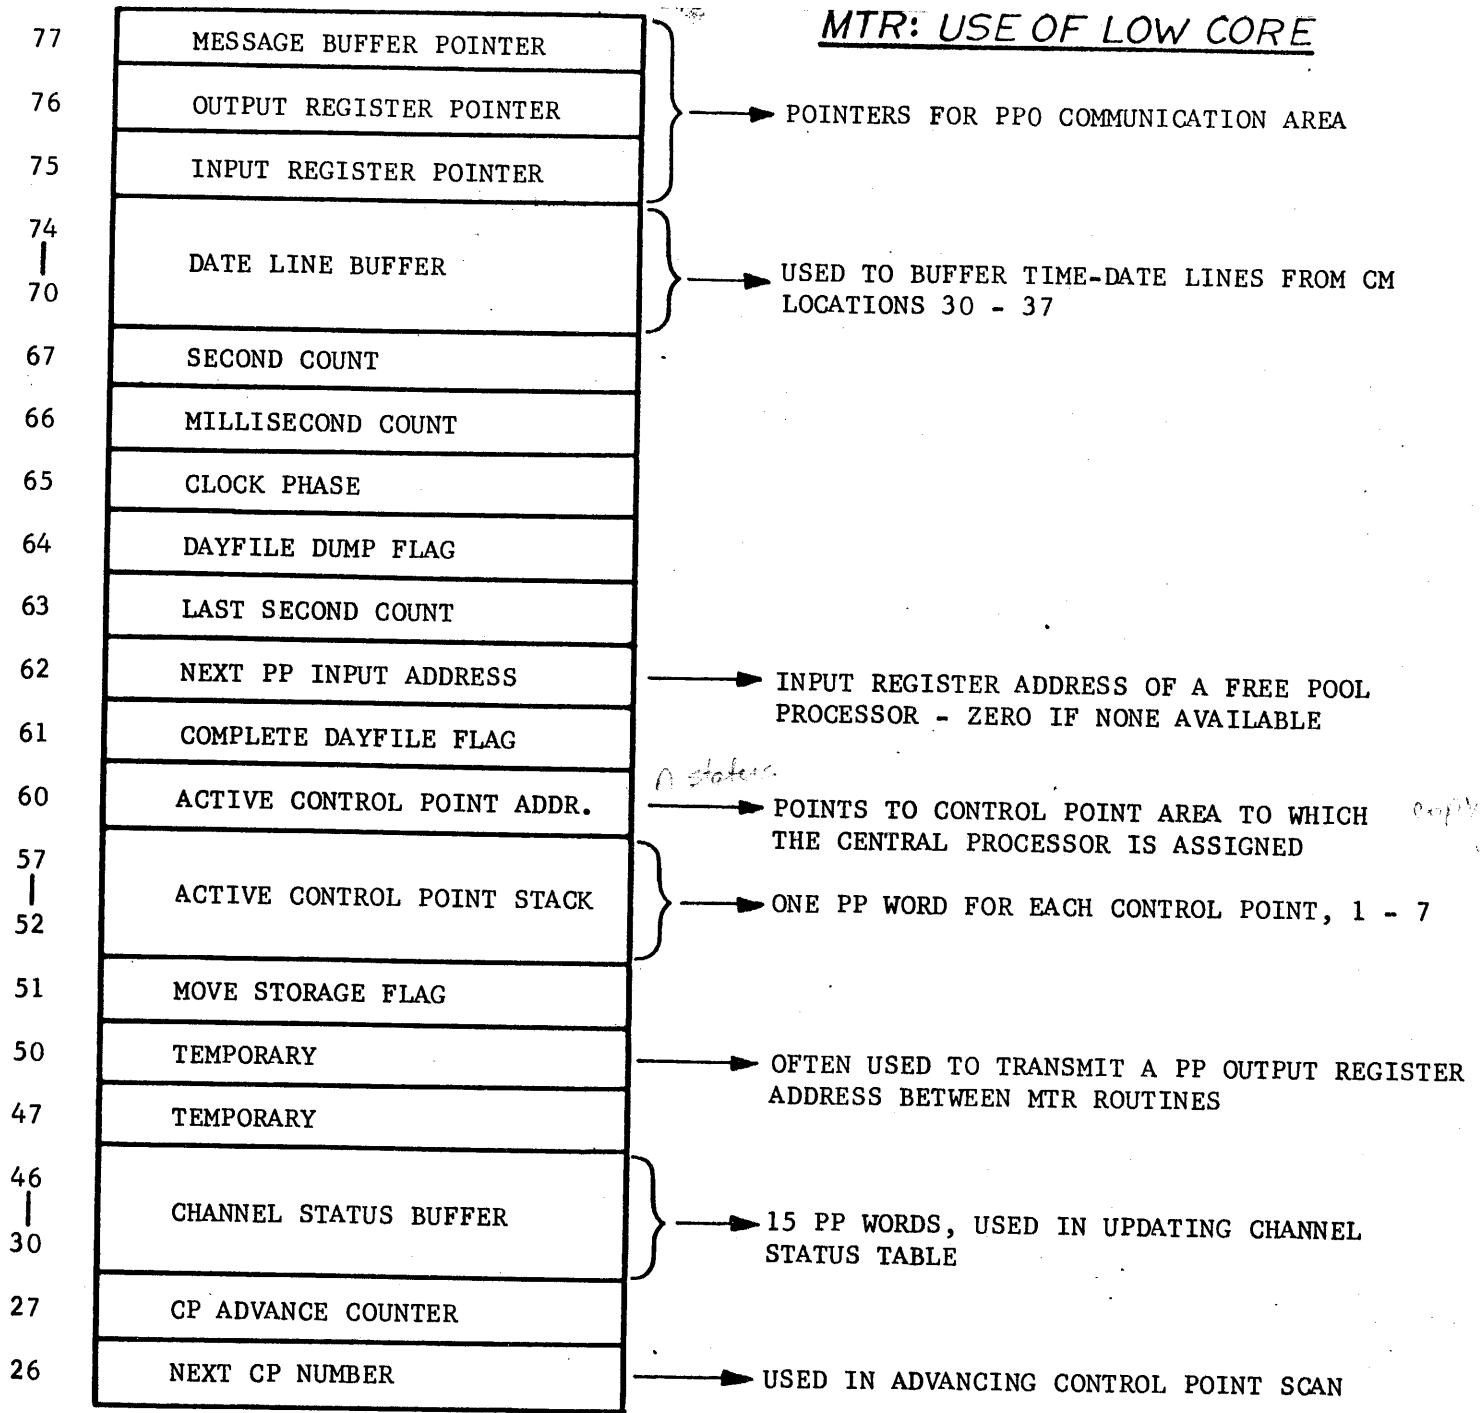 MTR: USE OF LOW CORE
77 MESSAGE BUFFER POINTER
76 OUTPUT REGISTER POINTER
POINTERS FOR PPO COMMUNICATION AREA
75 INPUT REGISTER POINTER
74
|
70
DATE LINE BUFFER
USED TO BUFFER TIME-DATE LINES FROM CM
LOCATIONS 30 - 37
67 SECOND COUNT
66 MILLISECOND COUNT
65 CLOCK PHASE
64 DAYFILE DUMP FLAG
63 LAST SECOND COUNT
62 NEXT PP INPUT ADDRESS
INPUT REGISTER ADDRESS OF A FREE POOL
PROCESSOR - ZERO IF NONE AVAILABLE
61 COMPLETE DAYFILE FLAG
60 ACTIVE CONTROL POINT ADDR.
POINTS TO CONTROL POINT AREA TO WHICH
THE CENTRAL PROCESSOR IS ASSIGNED
57
|
52
ACTIVE CONTROL POINT STACK
ONE PP WORD FOR EACH CONTROL POINT, 1 - 7
51 MOVE STORAGE FLAG
50 TEMPORARY
OFTEN USED TO TRANSMIT A PP OUTPUT REGISTER
ADDRESS BETWEEN MTR ROUTINES
47 TEMPORARY
46
|
30
CHANNEL STATUS BUFFER
15 PP WORDS, USED IN UPDATING CHANNEL
STATUS TABLE
27 CP ADVANCE COUNTER
26 NEXT CP NUMBER
USED IN ADVANCING CONTROL POINT SCAN